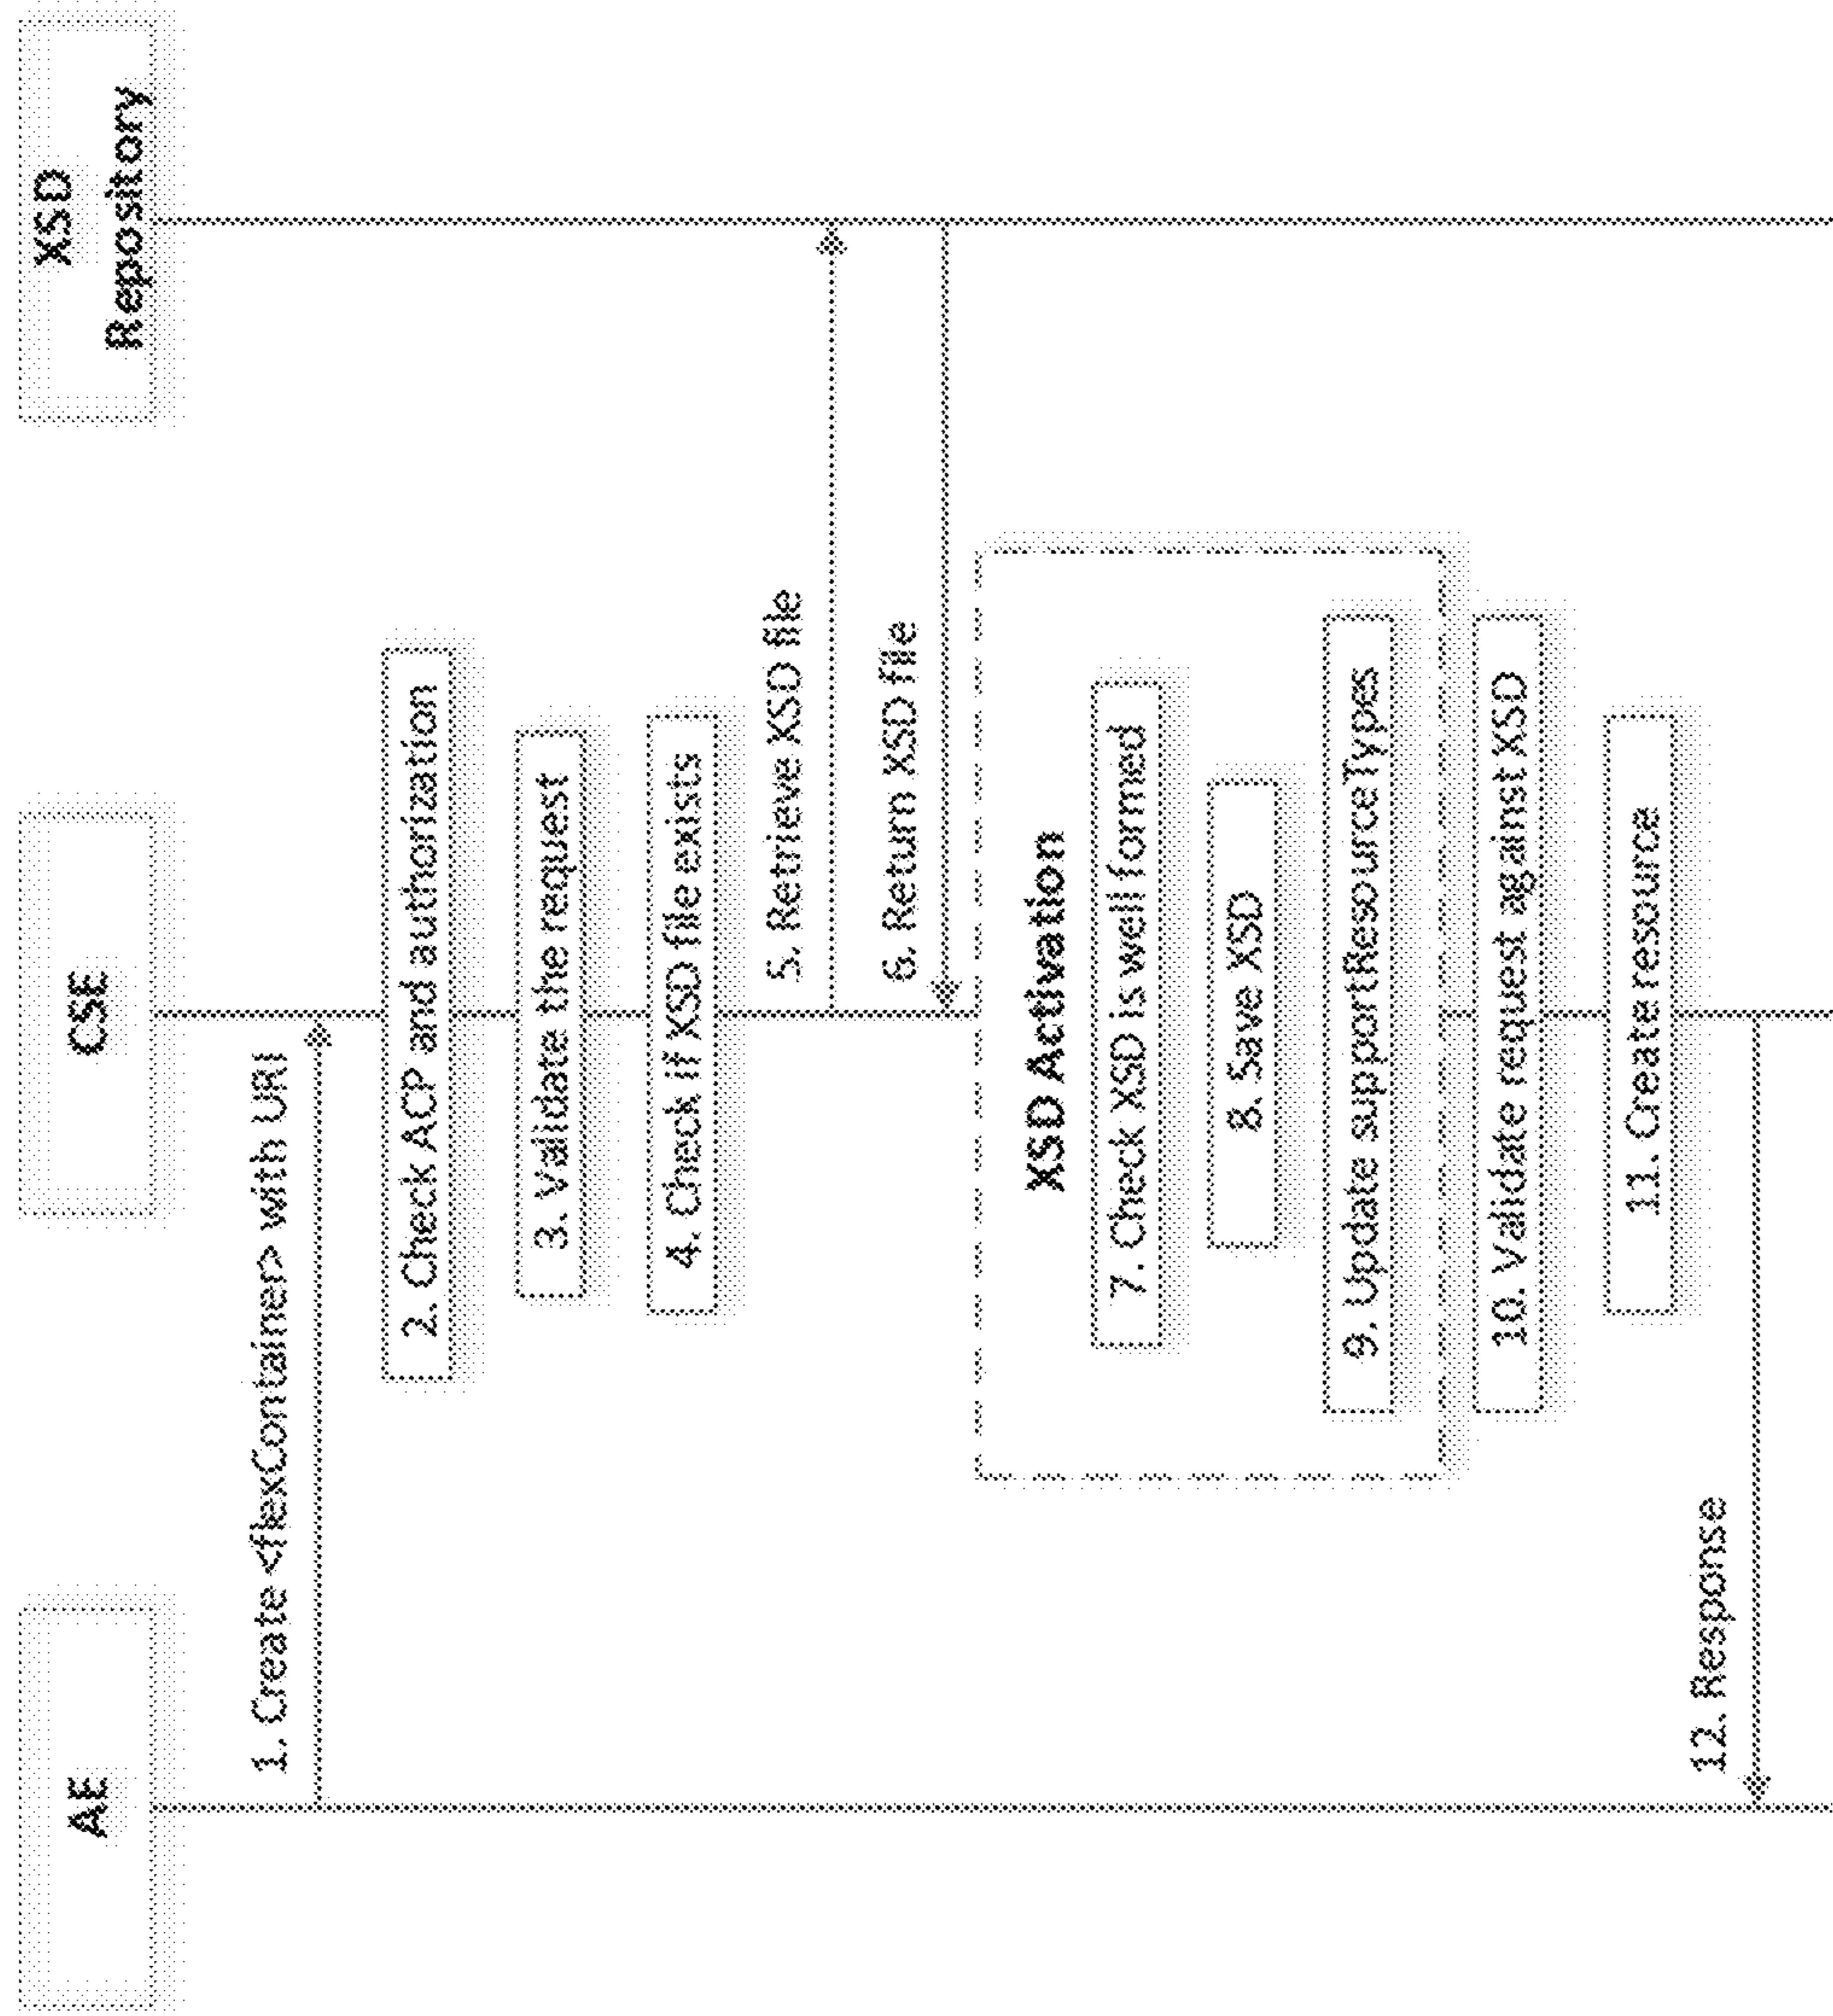 AE
CSE
XSD
Repository
1. Create <flexContainer> with URI
2. Check ACP and authorization
3. Validate the request
4. Check if XSD file exists
5. Retrieve XSD file
6. Return XSD file
XSD Activation
7. Check XSD is well formed
8. Save XSD
9. Update supportResourceTypes
10. Validate request against XSD
11. Create resource
12. Response